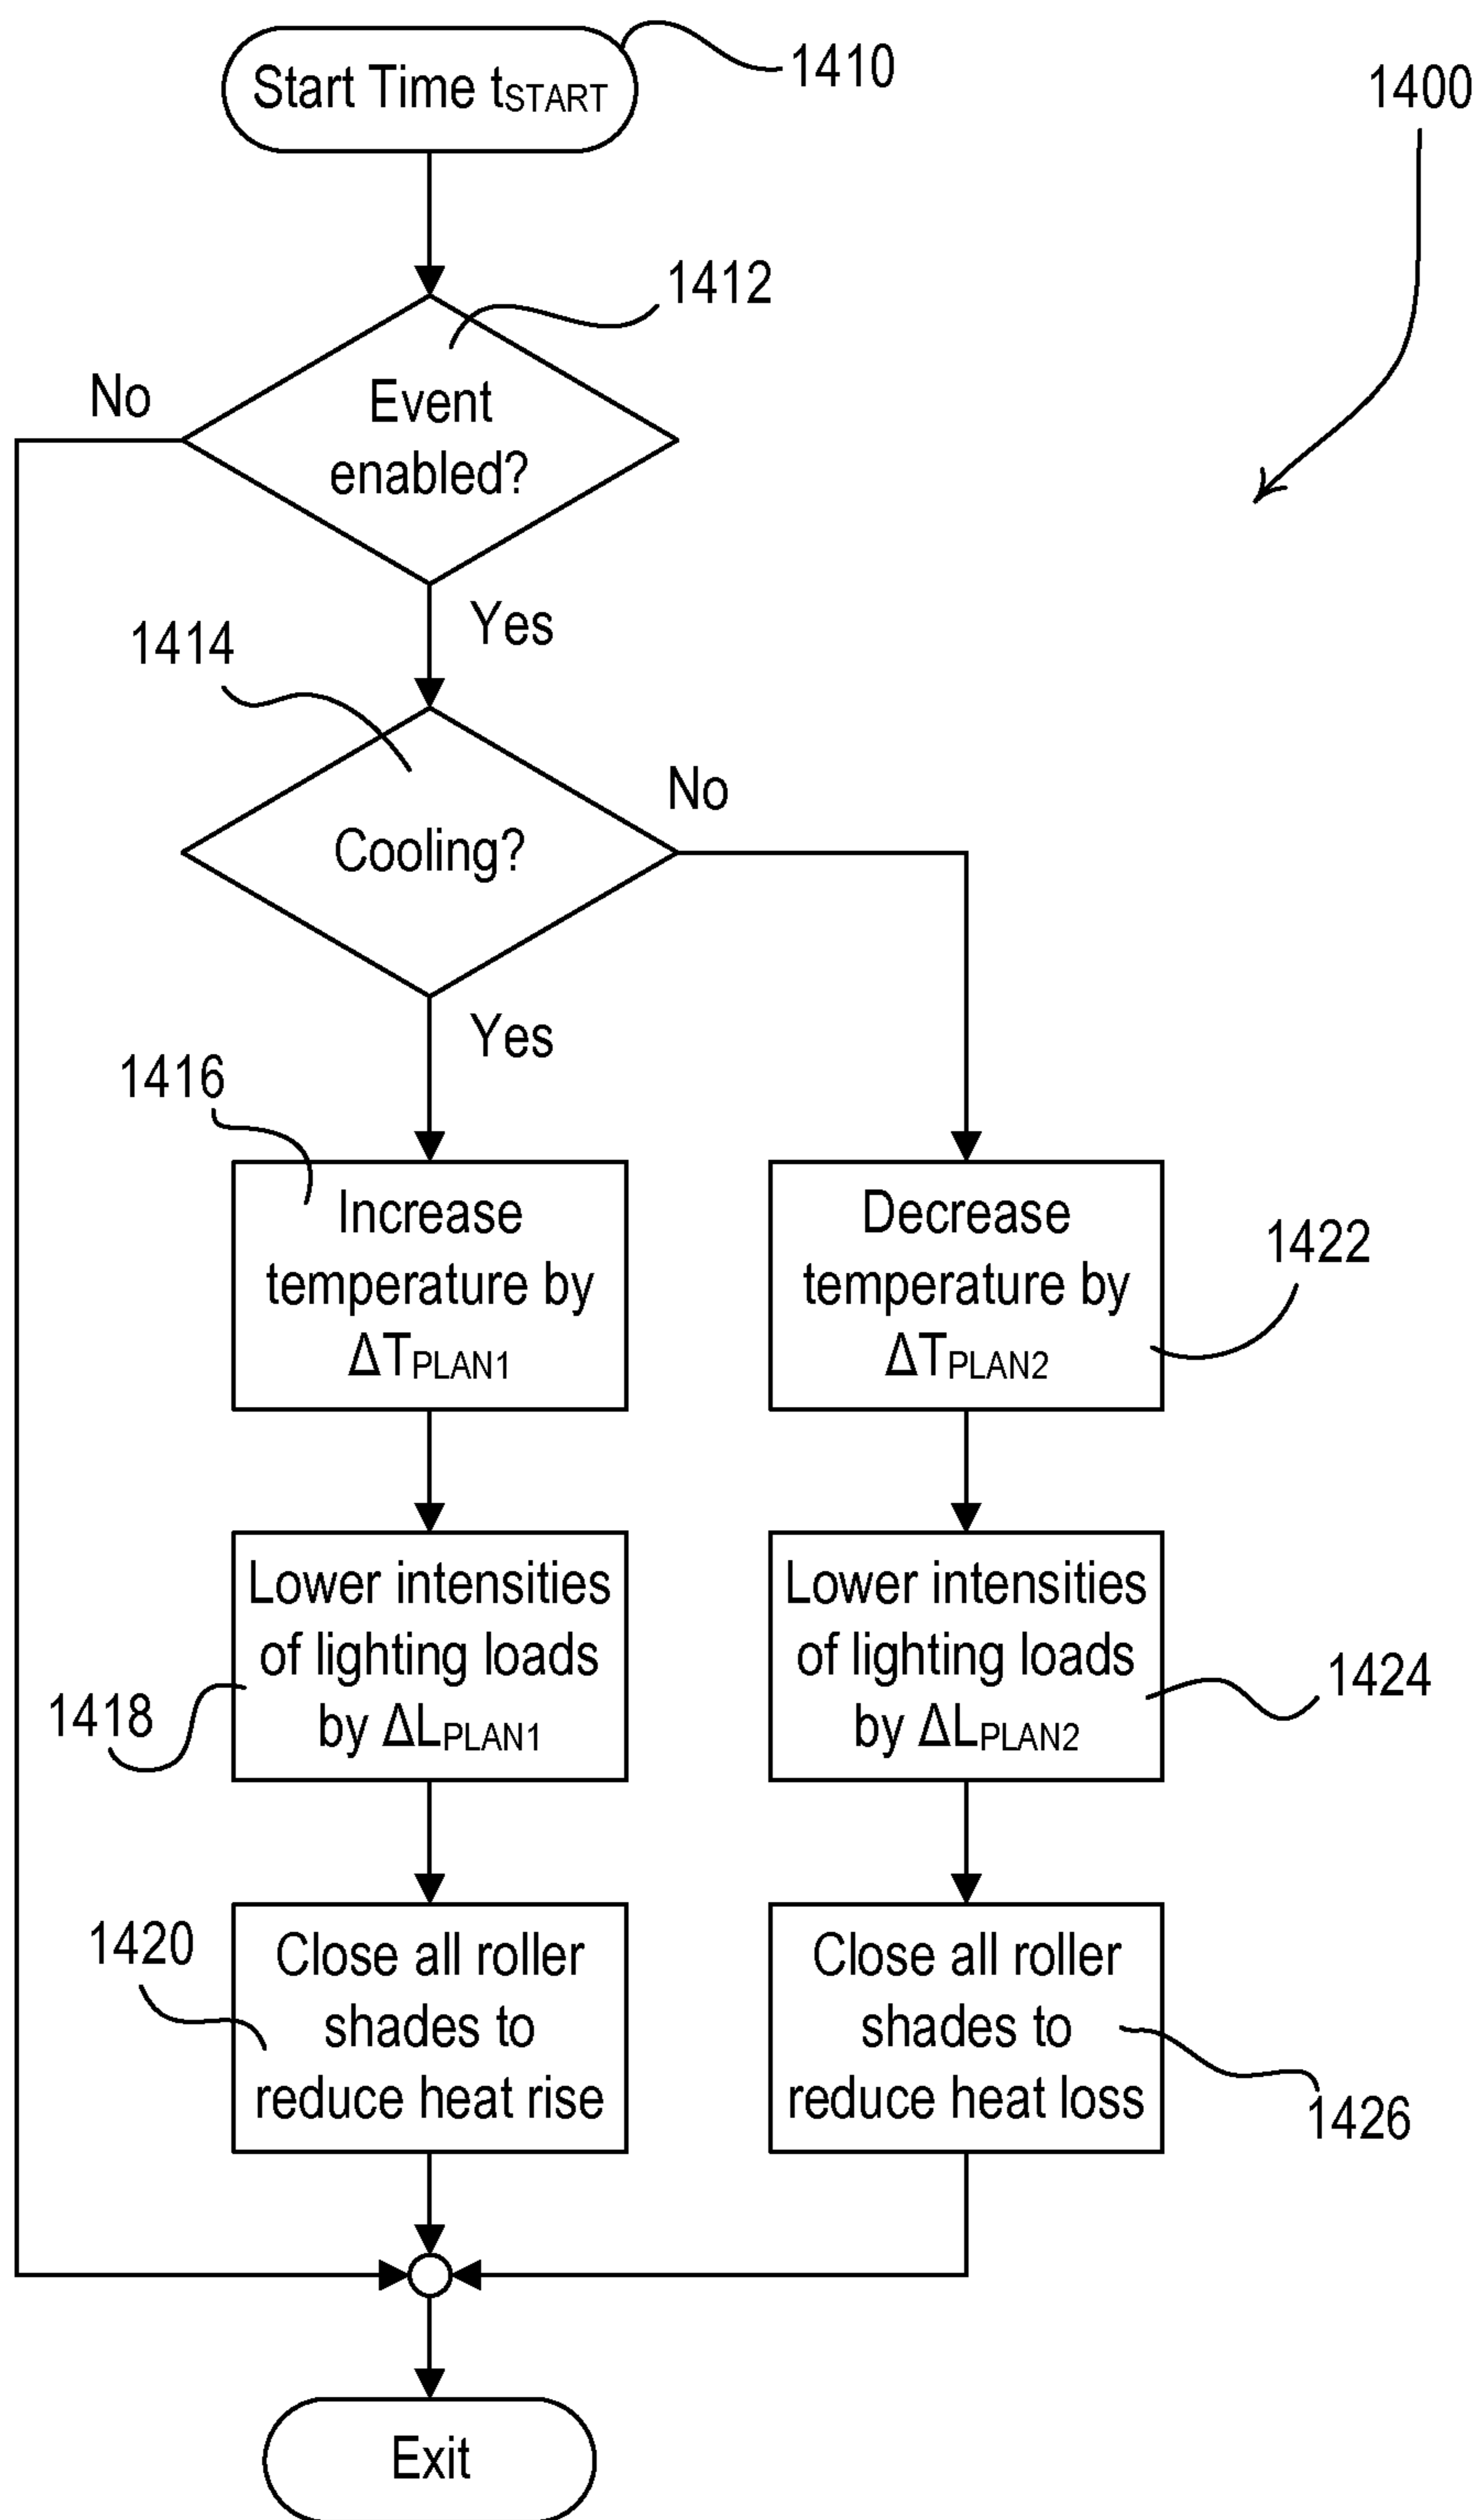 Start Time tSTART
1410
1400
1412
No
Event
enabled?
Yes
1414
No
Cooling?
Yes
1416
Increase
temperature by
ΔTPLAN1
Decrease
temperature by
ΔTPLAN2
1422
Lower intensities
of lighting loads
by ΔLPLAN1
1418
Lower intensities
of lighting loads
by ΔLPLAN2
1424
1420
Close all roller
shades to
reduce heat rise
Close all roller
shades to
reduce heat loss
1426
Exit